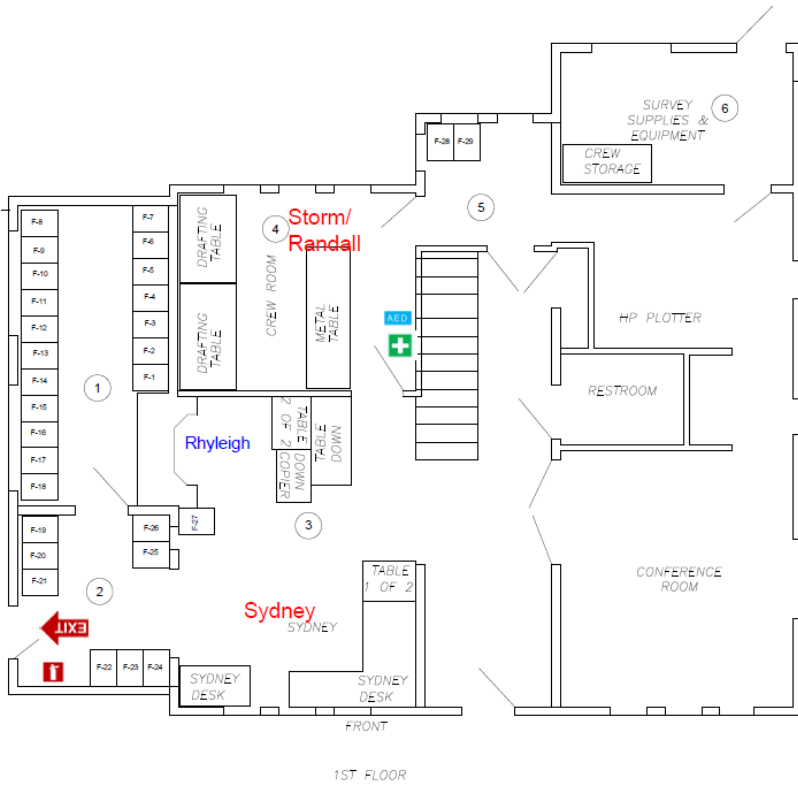 SURVEY
SUPPLIES &
EQUIPMENT
6
CREW
STORAGE
F-28
F-29
5
F-8
F-9
F-10
F-11
F-12
F-13
F-14
F-15
F-16
F-17
F-18
F-7
F-6
F-5
F-4
F-3
F-2
F-1
1
DRAFTING
TABLE
DRAFTING
TABLE
4
Storm/
Randall
CREW ROOM
METAL
TABLE
AED
HP PLOTTER
RESTROOM
Rhyleigh
TABLE
2 OF 2
DOWN
TABLE
DOWN
COPIER
F-26
F-25
F-27
3
F-19
F-20
F-21
2
EXIT
F-22
F-23
F-24
Sydney
SYDNEY
TABLE
1 OF 2
SYDNEY
DESK
SYDNEY
DESK
CONFERENCE
ROOM
FRONT
1ST FLOOR